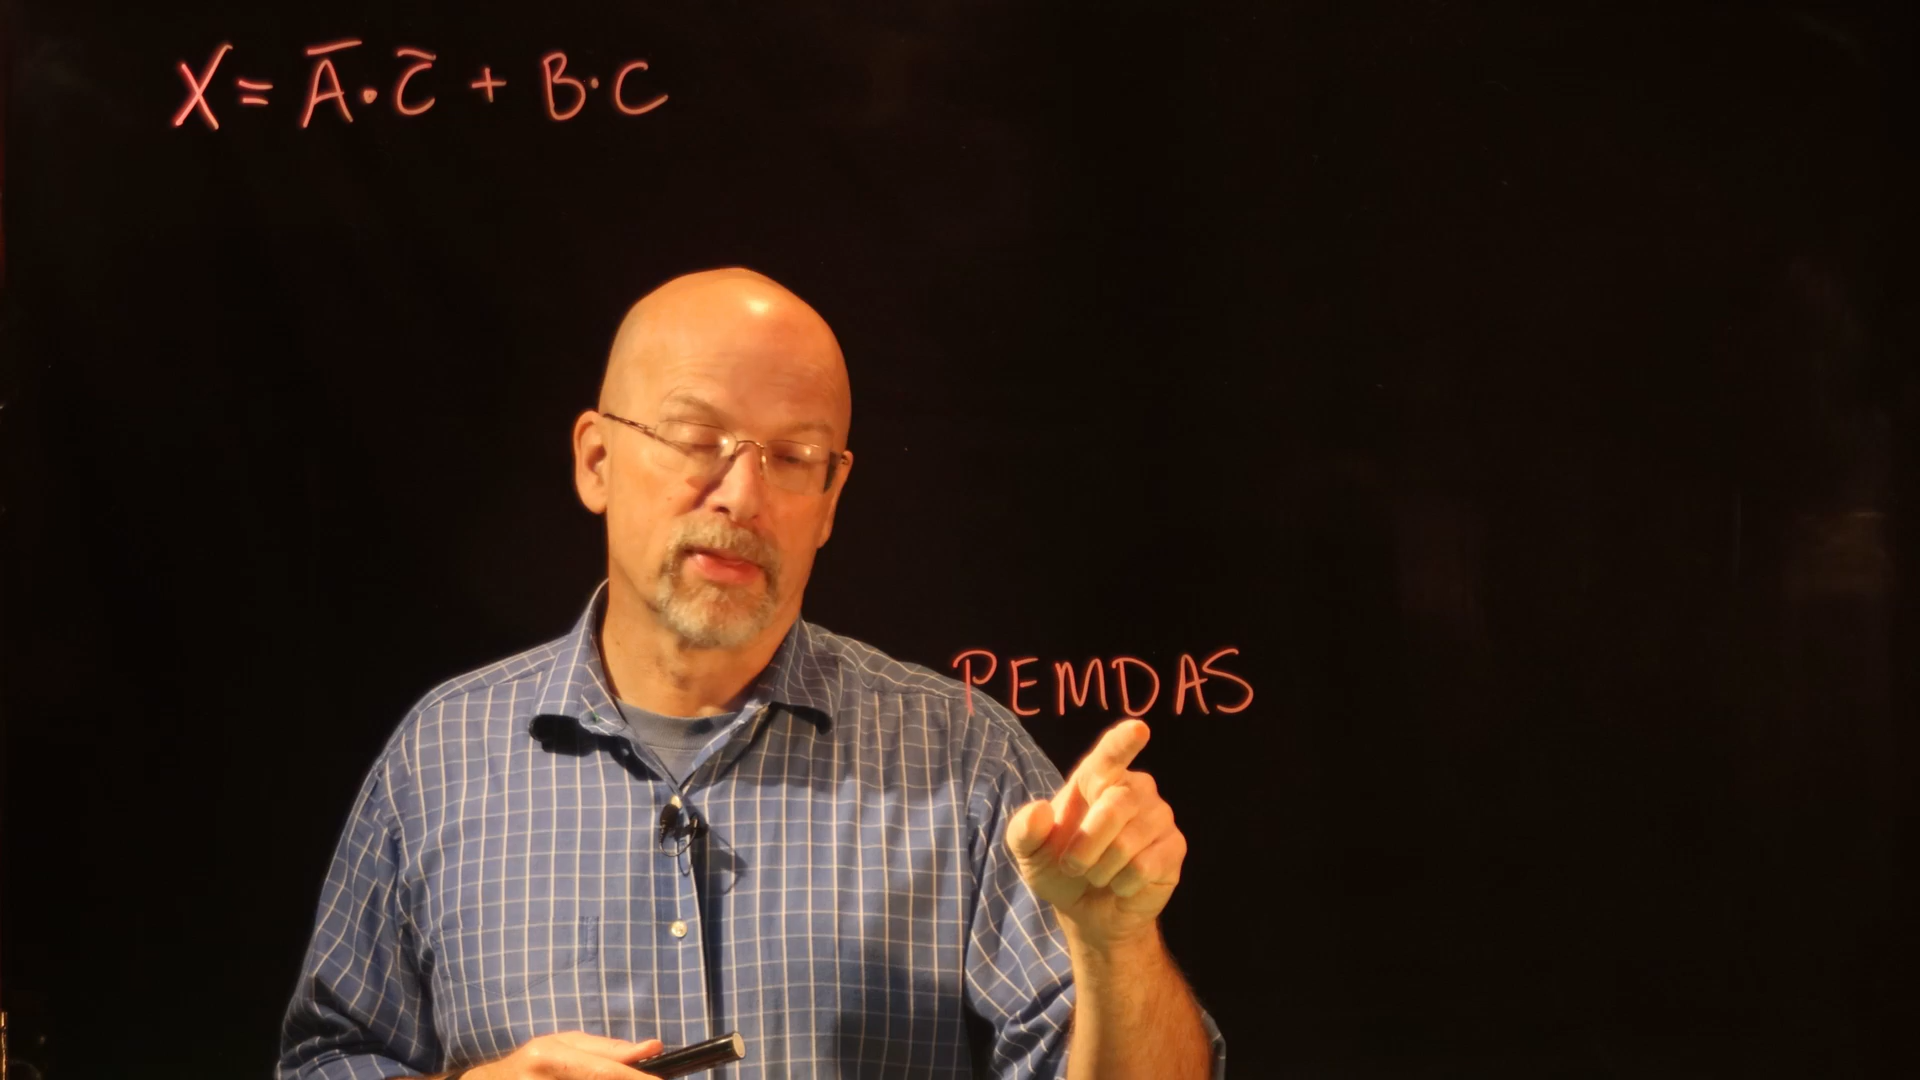 X = A̅·C̅ + B·C
PEMDAS